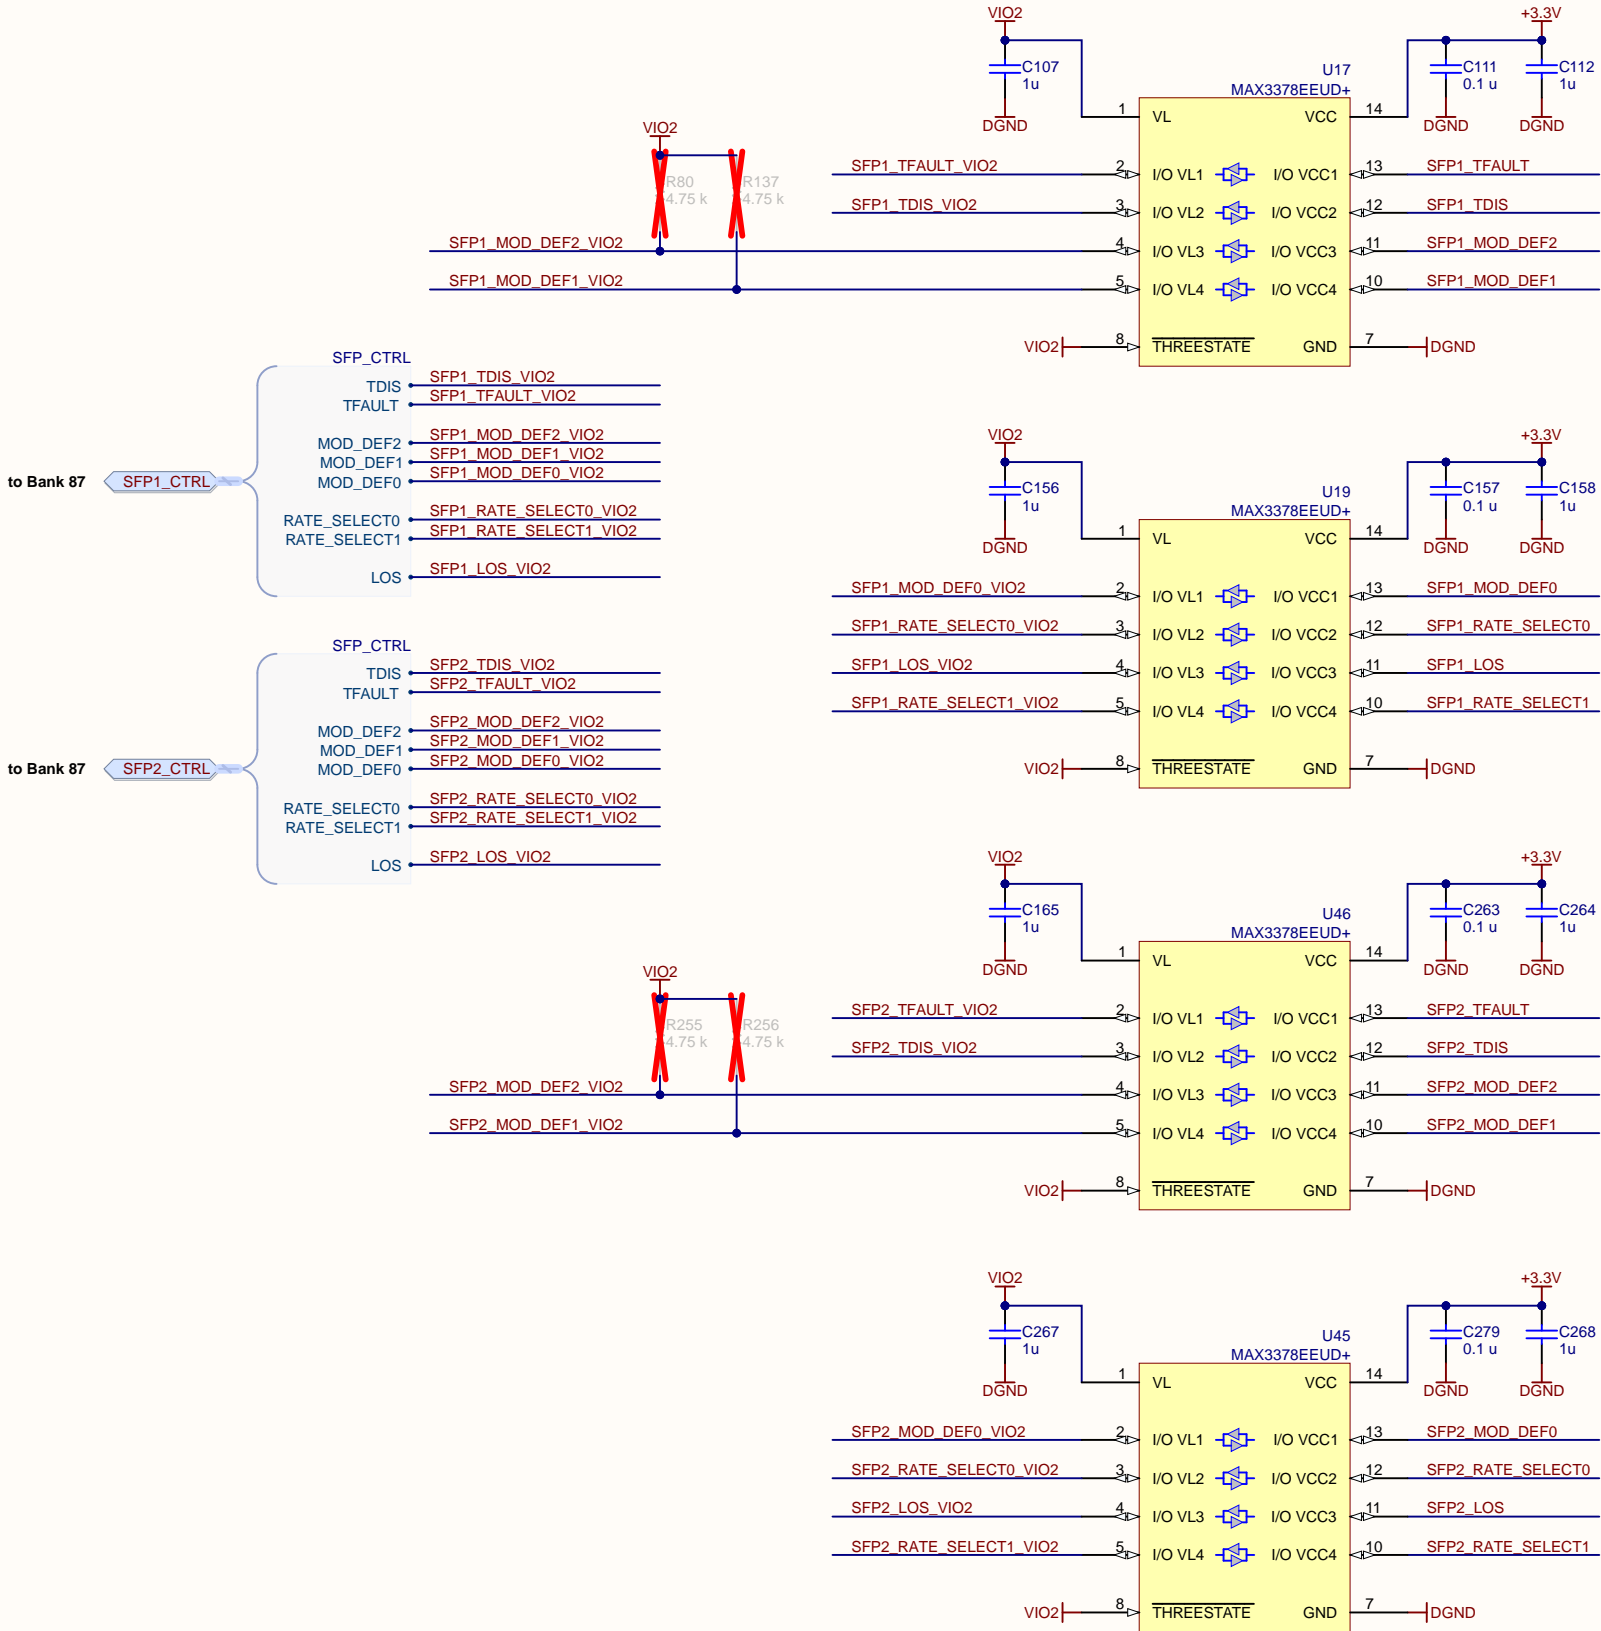 VIO2
+3.3V
C107
1u
DGND
U17
MAX3378EEUD+
C111
0.1 u
DGND
C112
1u
DGND
1 VL VCC 14
VIO2
R80
4.75 k
R137
4.75 k
SFP1_TFAULT_VIO2 2 I/O VL1 I/O VCC1 13 SFP1_TFAULT
SFP1_TDIS_VIO2 3 I/O VL2 I/O VCC2 12 SFP1_TDIS
SFP1_MOD_DEF2_VIO2 4 I/O VL3 I/O VCC3 11 SFP1_MOD_DEF2
SFP1_MOD_DEF1_VIO2 5 I/O VL4 I/O VCC4 10 SFP1_MOD_DEF1
VIO2 8 THREESTATE GND 7 DGND
SFP_CTRL
TDIS SFP1_TDIS_VIO2
TFAULT SFP1_TFAULT_VIO2
MOD_DEF2 SFP1_MOD_DEF2_VIO2
MOD_DEF1 SFP1_MOD_DEF1_VIO2
to Bank 87 SFP1_CTRL MOD_DEF0 SFP1_MOD_DEF0_VIO2
RATE_SELECT0 SFP1_RATE_SELECT0_VIO2
RATE_SELECT1 SFP1_RATE_SELECT1_VIO2
LOS SFP1_LOS_VIO2
VIO2
+3.3V
C156
1u
DGND
U19
MAX3378EEUD+
C157
0.1 u
DGND
C158
1u
DGND
1 VL VCC 14
SFP1_MOD_DEF0_VIO2 2 I/O VL1 I/O VCC1 13 SFP1_MOD_DEF0
SFP1_RATE_SELECT0_VIO2 3 I/O VL2 I/O VCC2 12 SFP1_RATE_SELECT0
SFP1_LOS_VIO2 4 I/O VL3 I/O VCC3 11 SFP1_LOS
SFP1_RATE_SELECT1_VIO2 5 I/O VL4 I/O VCC4 10 SFP1_RATE_SELECT1
VIO2 8 THREESTATE GND 7 DGND
SFP_CTRL
TDIS SFP2_TDIS_VIO2
TFAULT SFP2_TFAULT_VIO2
MOD_DEF2 SFP2_MOD_DEF2_VIO2
MOD_DEF1 SFP2_MOD_DEF1_VIO2
to Bank 87 SFP2_CTRL MOD_DEF0 SFP2_MOD_DEF0_VIO2
RATE_SELECT0 SFP2_RATE_SELECT0_VIO2
RATE_SELECT1 SFP2_RATE_SELECT1_VIO2
LOS SFP2_LOS_VIO2
VIO2
+3.3V
C165
1u
DGND
U46
MAX3378EEUD+
C263
0.1 u
DGND
C264
1u
DGND
1 VL VCC 14
VIO2
R255
4.75 k
R256
4.75 k
SFP2_TFAULT_VIO2 2 I/O VL1 I/O VCC1 13 SFP2_TFAULT
SFP2_TDIS_VIO2 3 I/O VL2 I/O VCC2 12 SFP2_TDIS
SFP2_MOD_DEF2_VIO2 4 I/O VL3 I/O VCC3 11 SFP2_MOD_DEF2
SFP2_MOD_DEF1_VIO2 5 I/O VL4 I/O VCC4 10 SFP2_MOD_DEF1
VIO2 8 THREESTATE GND 7 DGND
VIO2
+3.3V
C267
1u
DGND
U45
MAX3378EEUD+
C279
0.1 u
DGND
C268
1u
DGND
1 VL VCC 14
SFP2_MOD_DEF0_VIO2 2 I/O VL1 I/O VCC1 13 SFP2_MOD_DEF0
SFP2_RATE_SELECT0_VIO2 3 I/O VL2 I/O VCC2 12 SFP2_RATE_SELECT0
SFP2_LOS_VIO2 4 I/O VL3 I/O VCC3 11 SFP2_LOS
SFP2_RATE_SELECT1_VIO2 5 I/O VL4 I/O VCC4 10 SFP2_RATE_SELECT1
VIO2 8 THREESTATE GND 7 DGND